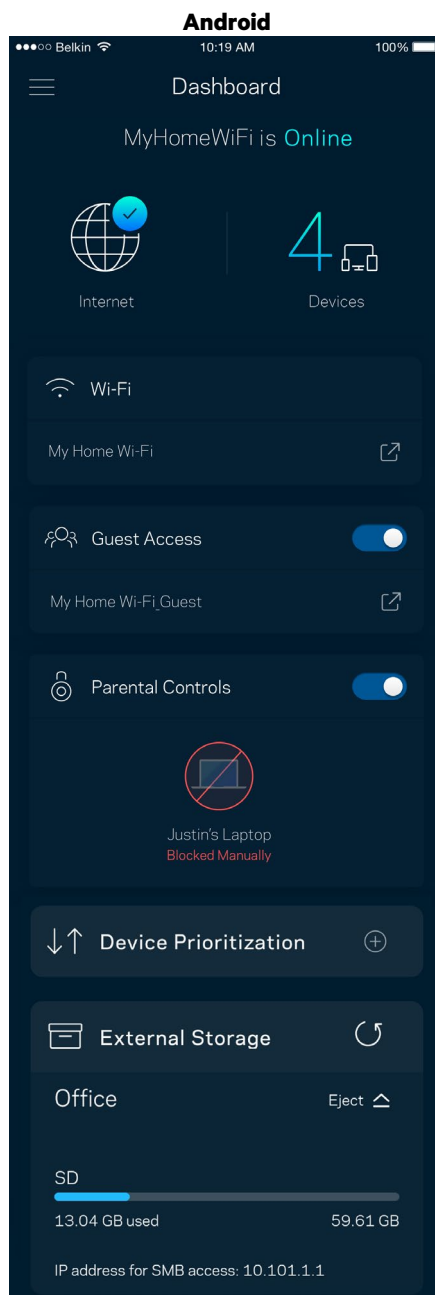 Android
Belkin 10:19 AM 100%
Dashboard
MyHomeWiFi is Online
4
Internet Devices
Wi-Fi
My Home Wi-Fi
Guest Access
My Home Wi-Fi_Guest
Parental Controls
Justin's Laptop
Blocked Manually
Device Prioritization
External Storage
Office Eject
SD
13.04 GB used 59.61 GB
IP address for SMB access: 10.101.1.1